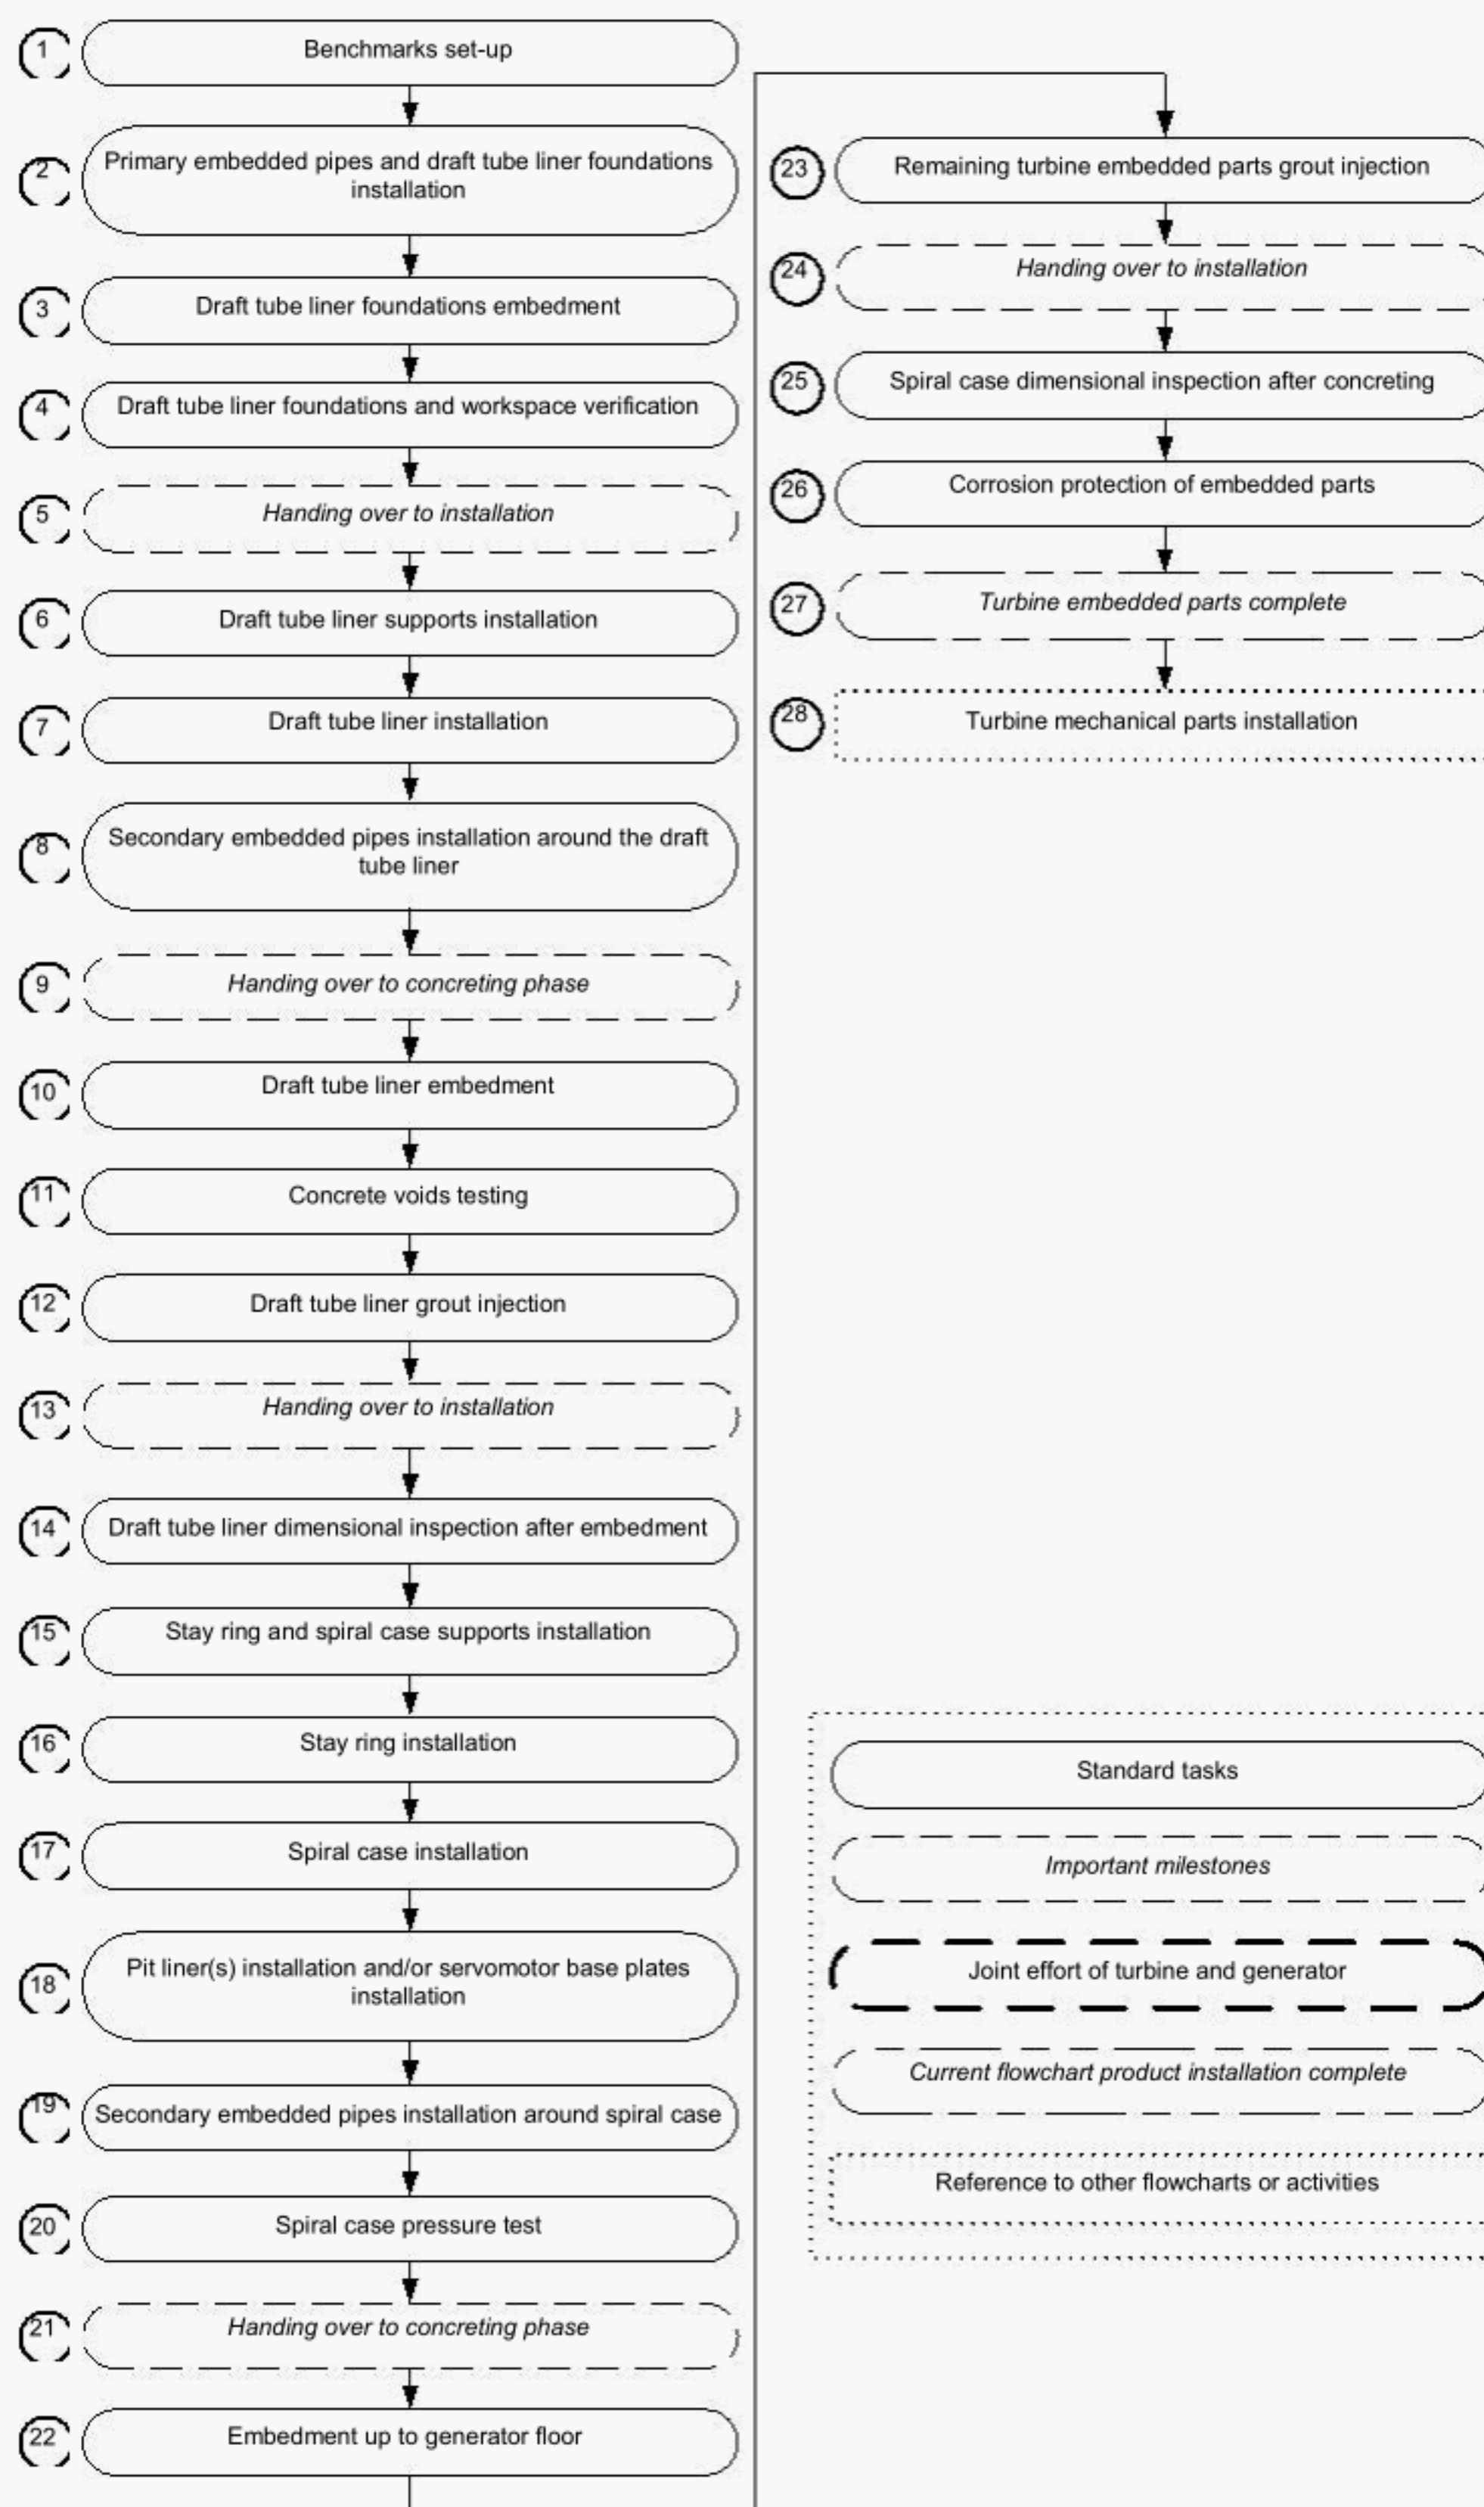 1
Benchmarks set-up
2
Primary embedded pipes and draft tube liner foundations
installation
3
Draft tube liner foundations embedment
4
Draft tube liner foundations and workspace verification
5
Handing over to installation
6
Draft tube liner supports installation
7
Draft tube liner installation
8
Secondary embedded pipes installation around the draft
tube liner
9
Handing over to concreting phase
10
Draft tube liner embedment
11
Concrete voids testing
12
Draft tube liner grout injection
13
Handing over to installation
14
Draft tube liner dimensional inspection after embedment
15
Stay ring and spiral case supports installation
16
Stay ring installation
17
Spiral case installation
18
Pit liner(s) installation and/or servomotor base plates
installation
19
Secondary embedded pipes installation around spiral case
20
Spiral case pressure test
21
Handing over to concreting phase
22
Embedment up to generator floor
23
Remaining turbine embedded parts grout injection
24
Handing over to installation
25
Spiral case dimensional inspection after concreting
26
Corrosion protection of embedded parts
27
Turbine embedded parts complete
28
Turbine mechanical parts installation
Standard tasks
Important milestones
Joint effort of turbine and generator
Current flowchart product installation complete
Reference to other flowcharts or activities